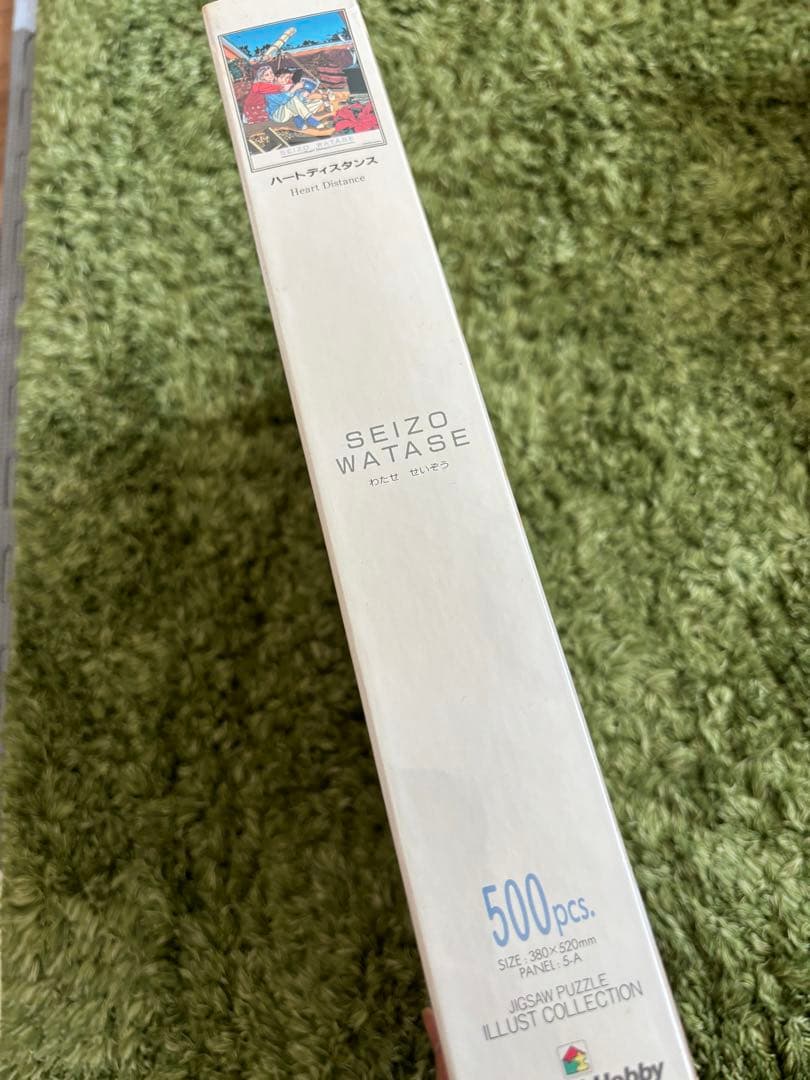 SEIZO WATASE
ハートディスタンス
Heart Distance
SEIZO
WATASE
わたせ せいぞう
500pcs.
SIZE : 380×520mm
PANEL : 5-A
JIGSAW PUZZLE
ILLUST COLLECTION
Hobby